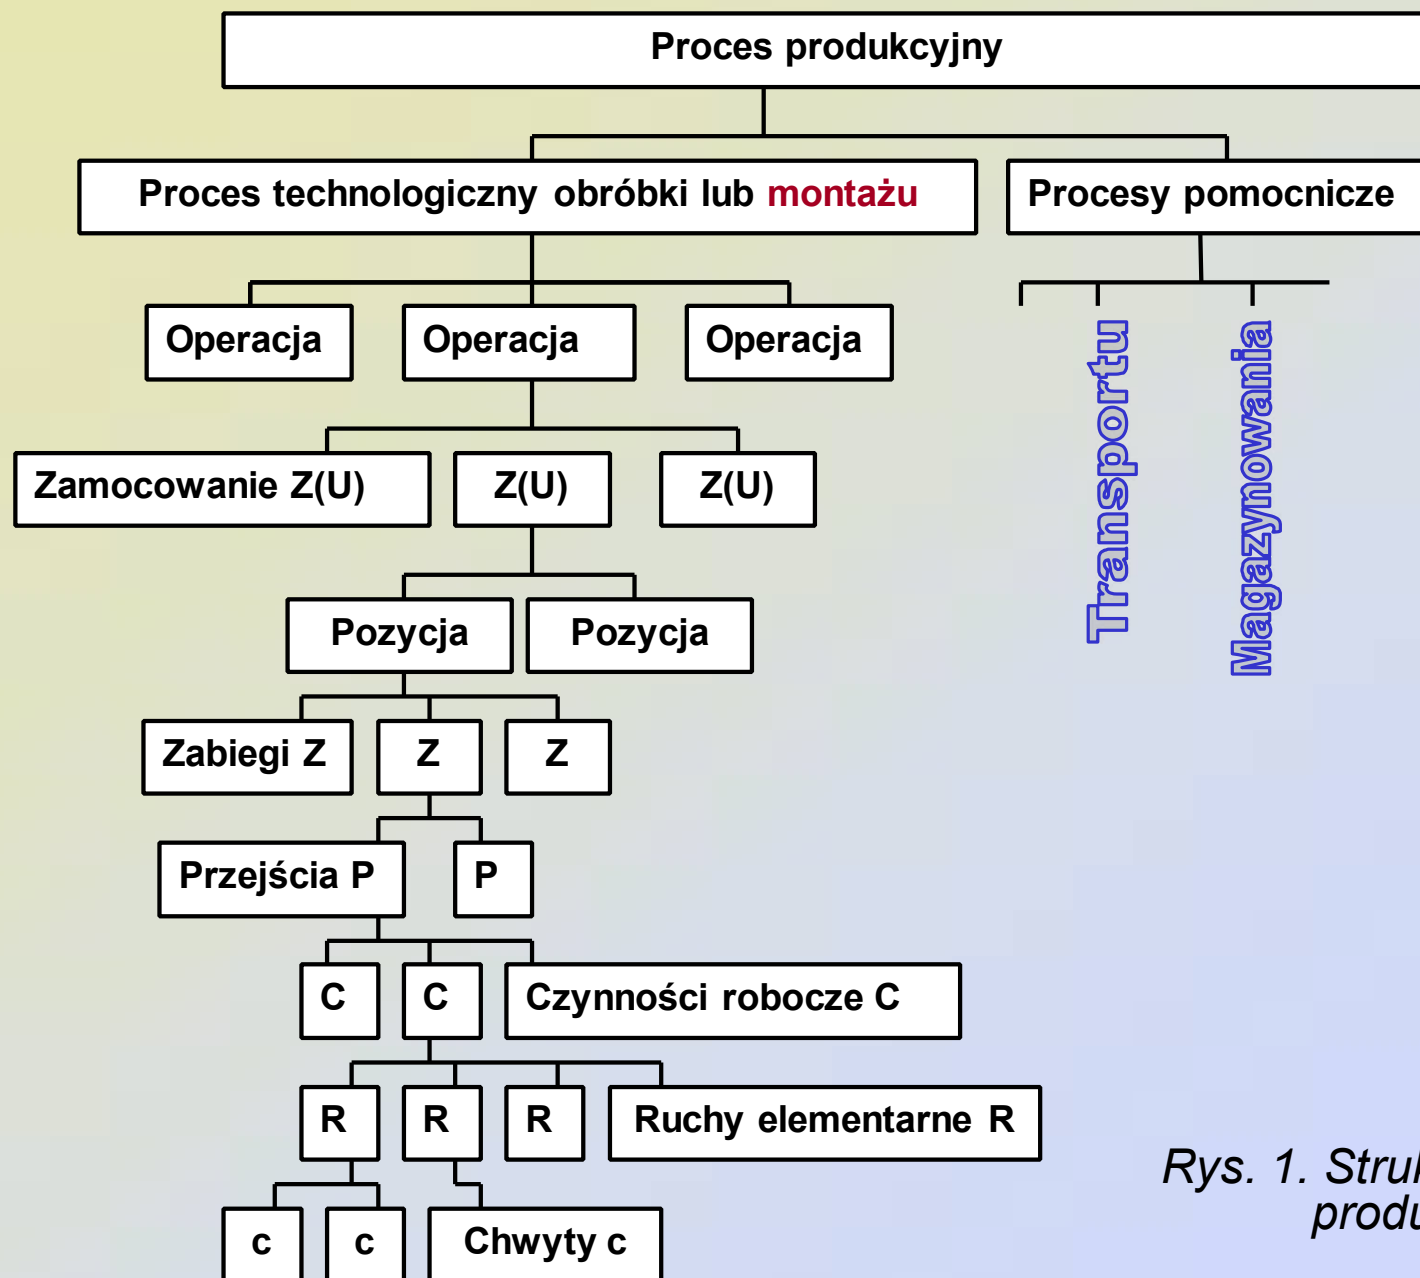 Proces produkcyjny
Proces technologiczny obróbki lub montażu
Procesy pomocnicze
Operacja
Operacja
Operacja
Transportu
Magazynowania
Zamocowanie Z(U)
Z(U)
Z(U)
Pozycja
Pozycja
Zabiegi Z
Z
Z
Przejścia P
P
C
C
Czynności robocze C
R
R
R
Ruchy elementarne R
Rys. 1.
c
c
Chwyty c